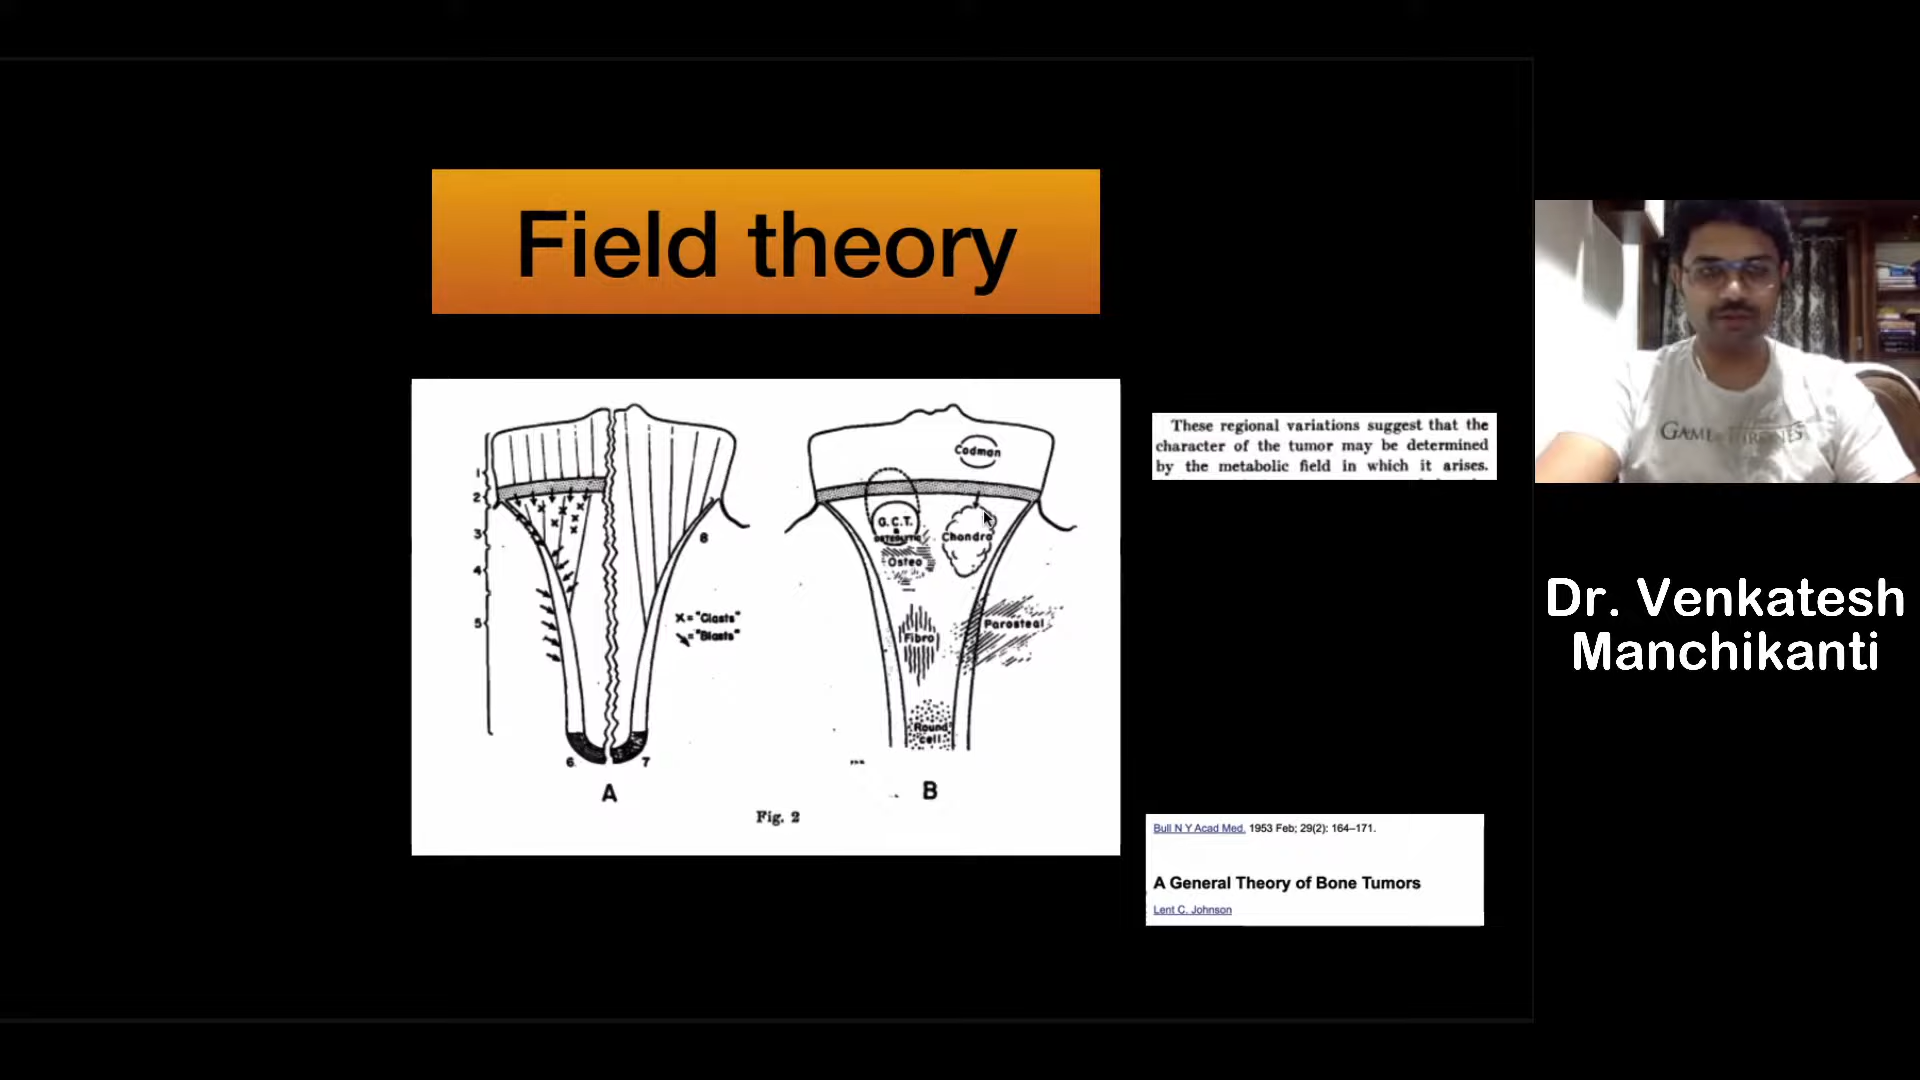 Field theory
Codman
1
2
3
4
5
8
G.C.T.
Chondro
Osteo
x = "Clasts"
= "Blasts"
Parosteal
Fibro
Round
cell
6
7
A
B
Fig. 2
These regional variations suggest that the
character of the tumor may be determined
by the metabolic field in which it arises.
GAME THRONES
Dr. Venkatesh
Manchikanti
Bull N Y Acad Med. 1953 Feb; 29(2): 164–171.
A General Theory of Bone Tumors
Lent C. Johnson